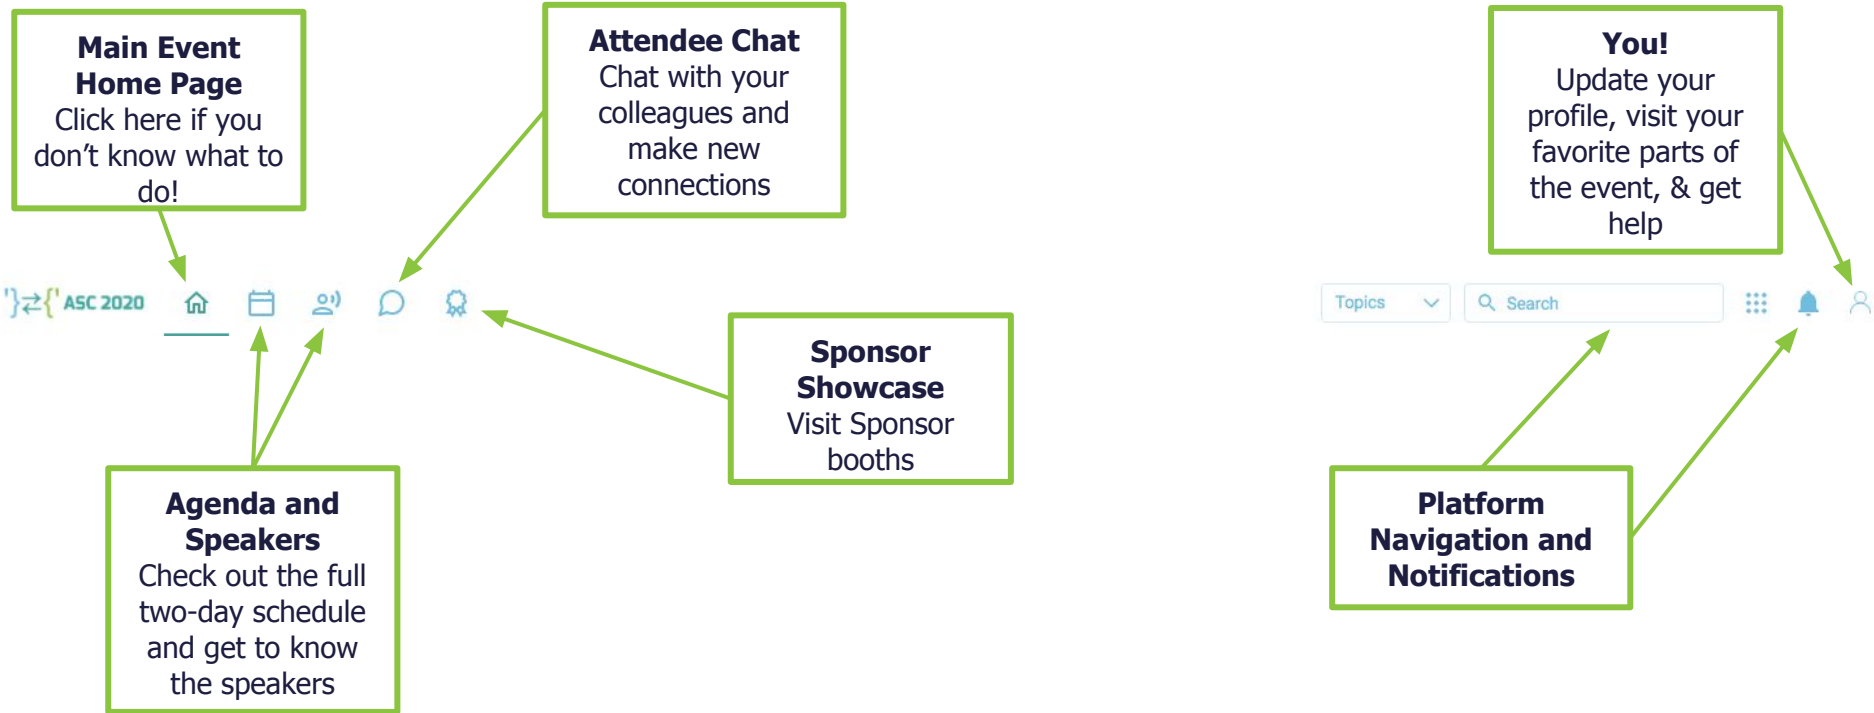 Main Event
Home Page
Click here if you
don’t know what to
do!
Attendee Chat
Chat with your
colleagues and
make new
connections
You!
Update your
profile, visit your
favorite parts of
the event, & get
help
'}⇄{' ASC 2020
Topics
Search
Sponsor
Showcase
Visit Sponsor
booths
Agenda and
Speakers
Check out the full
two-day schedule
and get to know
the speakers
Platform
Navigation and
Notifications